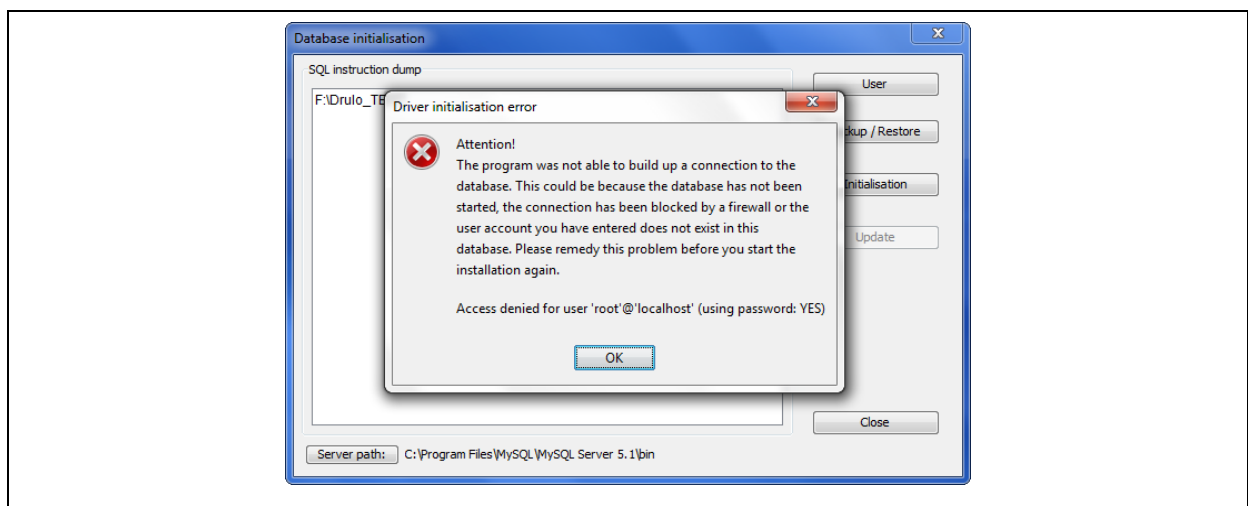 Database initialisation
SQL instruction dump
User
F:\Drulo_TE
Driver initialisation error
/ Restore
Attention!
The program was not able to build up a connection to the
database. This could be because the database has not been
started, the connection has been blocked by a firewall or the
user account you have entered does not exist in this
database. Please remedy this problem before you start the
installation again.
Initialisation
Update
Access denied for user 'root'@'localhost' (using password: YES)
OK
Close
Server path: C:\Program Files\MySQL\MySQL Server 5.1\bin